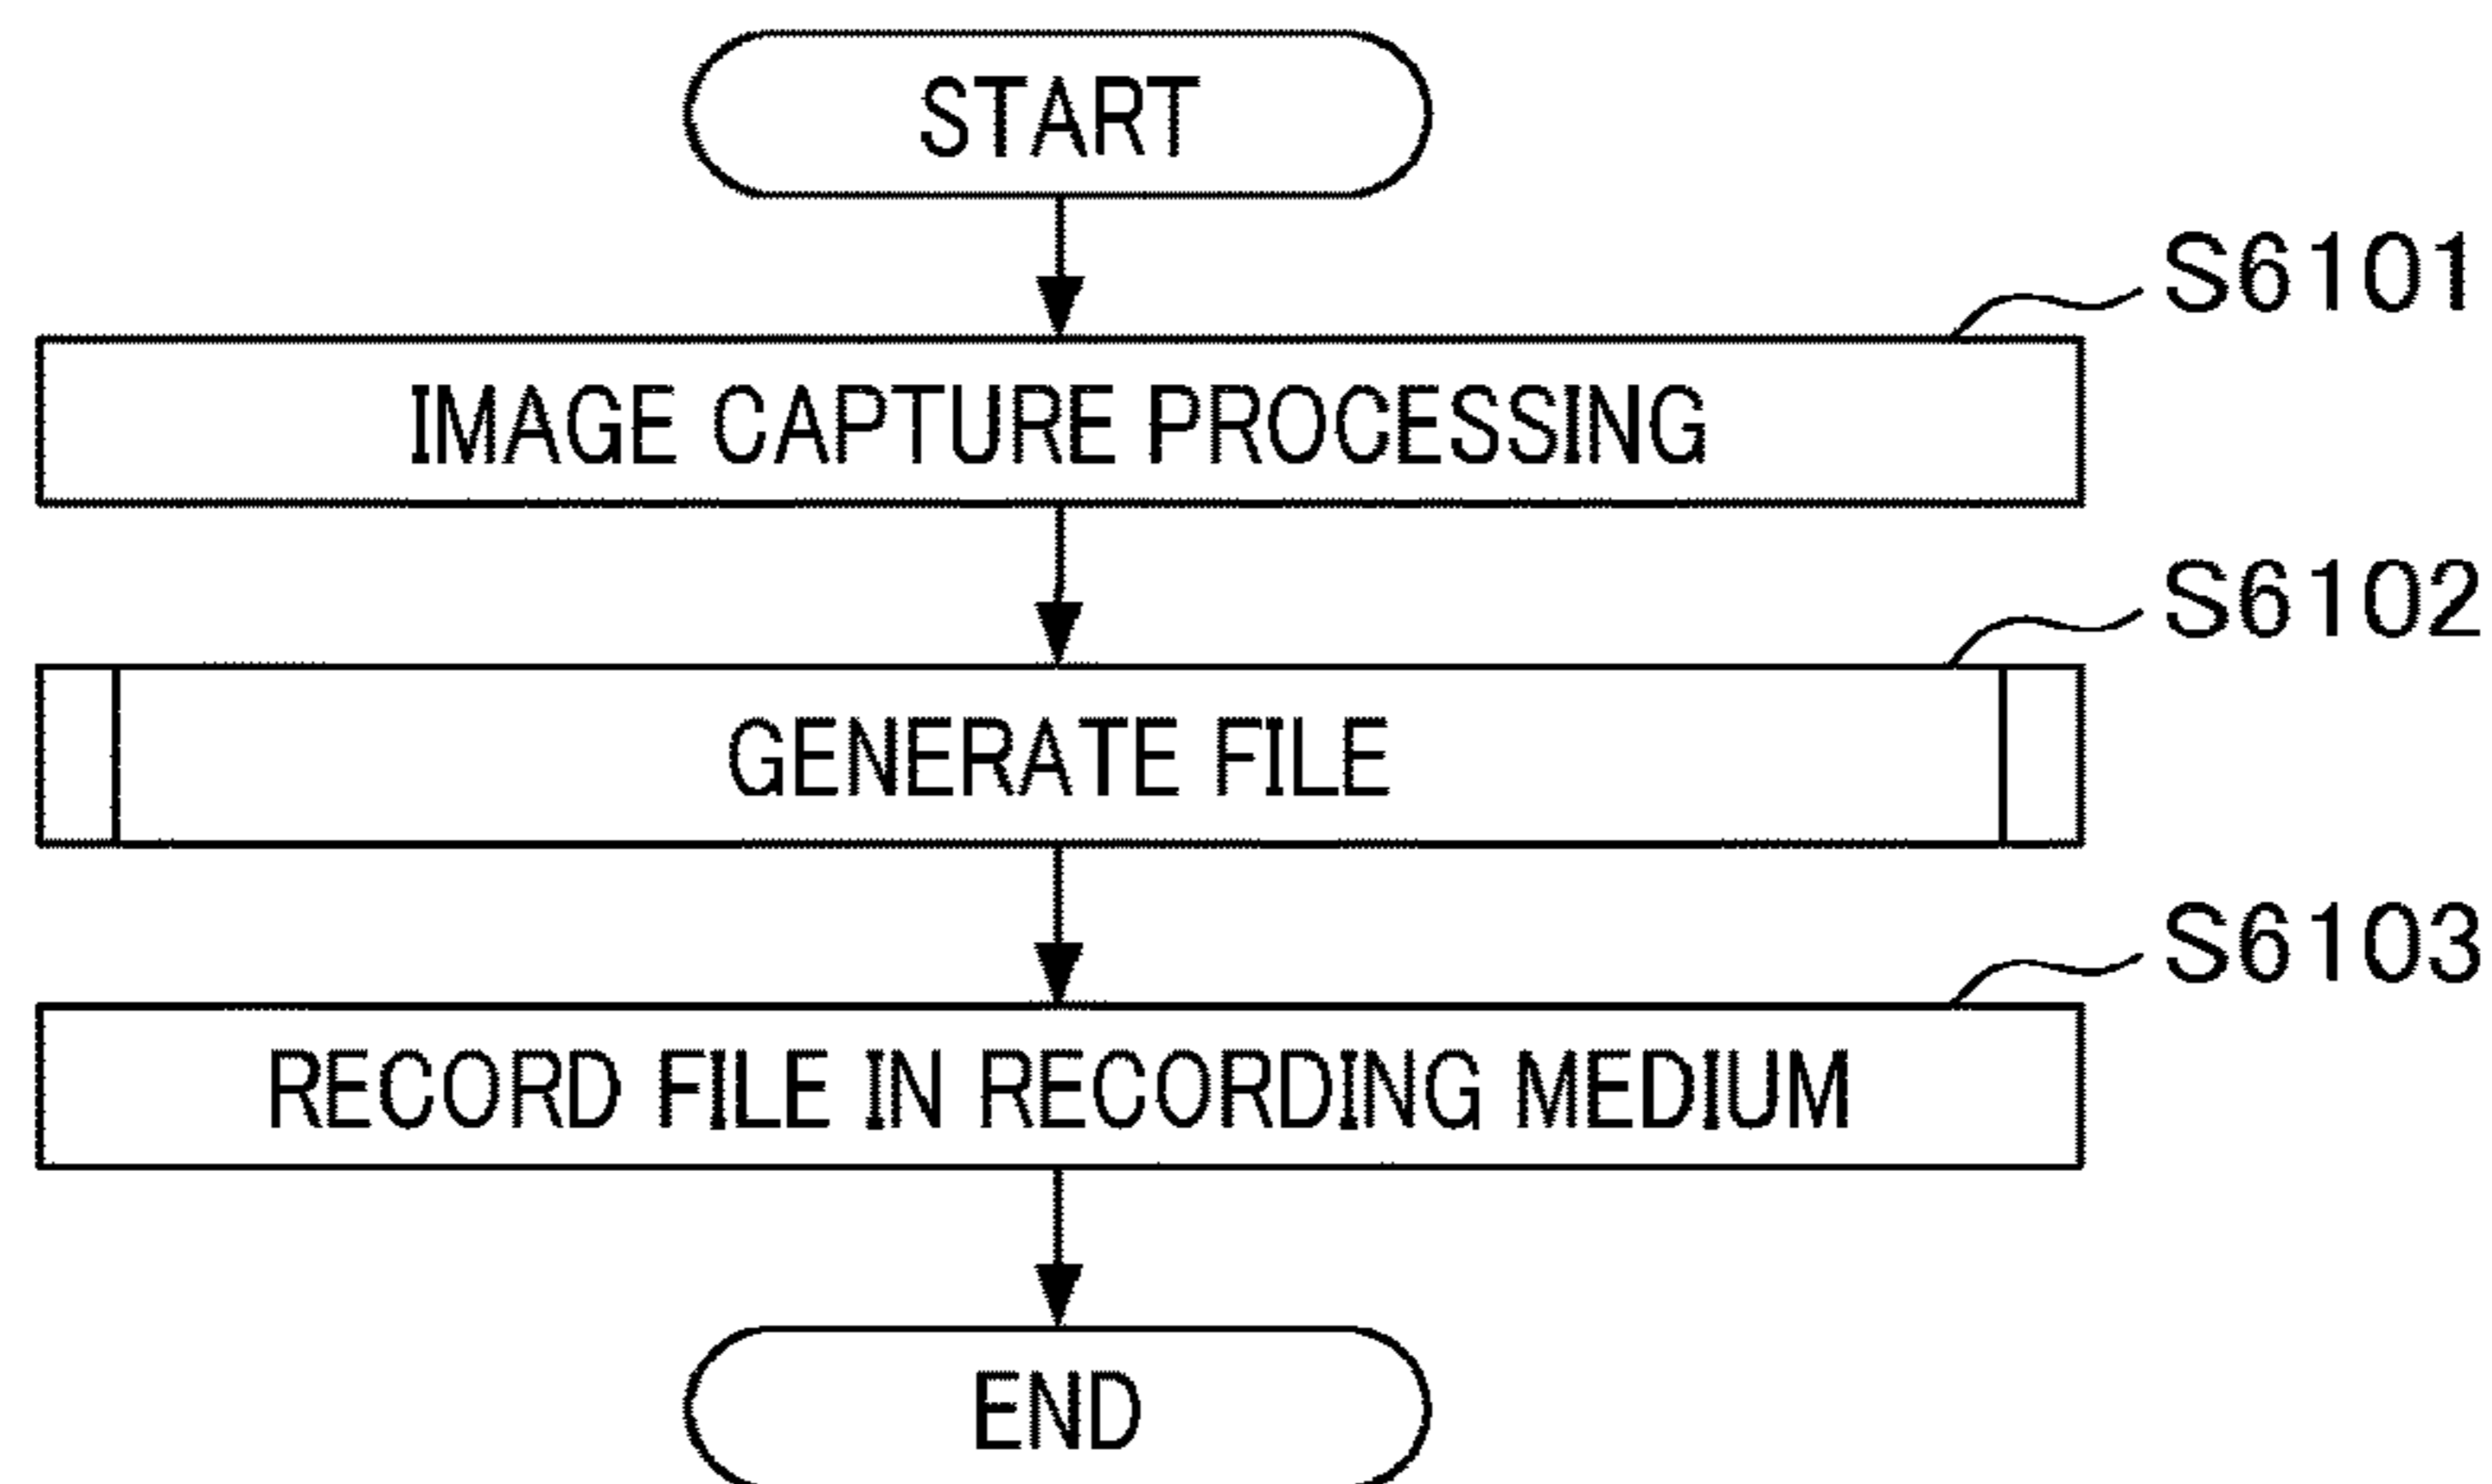 START
S6101
IMAGE CAPTURE PROCESSING
S6102
GENERATE FILE
S6103
RECORD FILE IN RECORDING MEDIUM
END